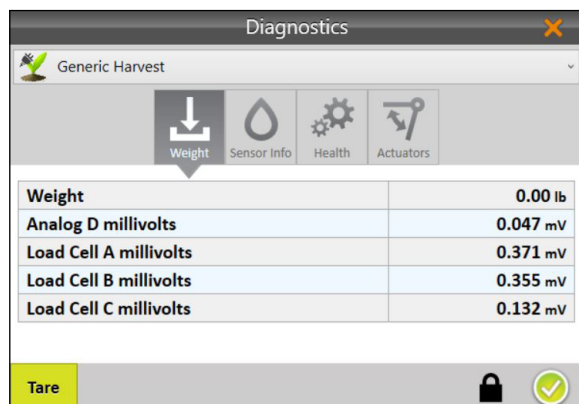 Diagnostics
Generic Harvest
Weight Sensor Info Health Actuators
Weight 0.00 lb
Analog D millivolts 0.047 mV
Load Cell A millivolts 0.371 mV
Load Cell B millivolts 0.355 mV
Load Cell C millivolts 0.132 mV
Tare